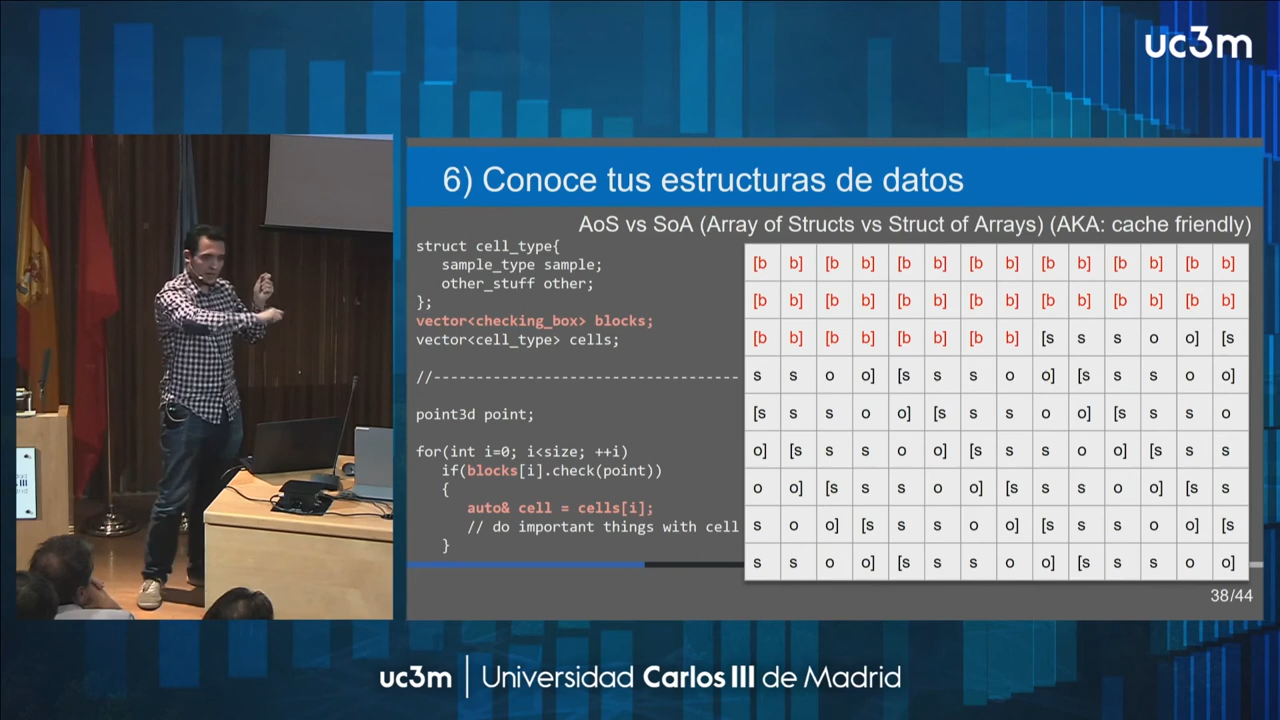 uc3m
6) Conoce tus estructuras de datos
AoS vs SoA (Array of Structs vs Struct of Arrays) (AKA: cache friendly)
struct cell_type{
sample_type sample;
other_stuff other;
};
vector<checking_box> blocks;
vector<cell_type> cells;
//------------------------------------
point3d point;
for(int i=0; i<size; ++i)
if(blocks[i].check(point))
{
auto& cell = cells[i];
// do important things with cell
}
[b b] [b b] [b b] [b b] [b b] [b b] [b b]
[b b] [b b] [b b] [b b] [b b] [b b] [b b]
[b b] [b b] [b b] [b b] [s s s o o] [s
s s o o] [s s s o o] [s s s o o]
[s s s o o] [s s s o o] [s s s o
o] [s s s o o] [s s s o o] [s s
o o] [s s s o o] [s s s o o] [s s
s o o] [s s s o o] [s s s o o] [s
s s o o] [s s s o o] [s s s o o]
38/44
uc3m | Universidad Carlos III de Madrid